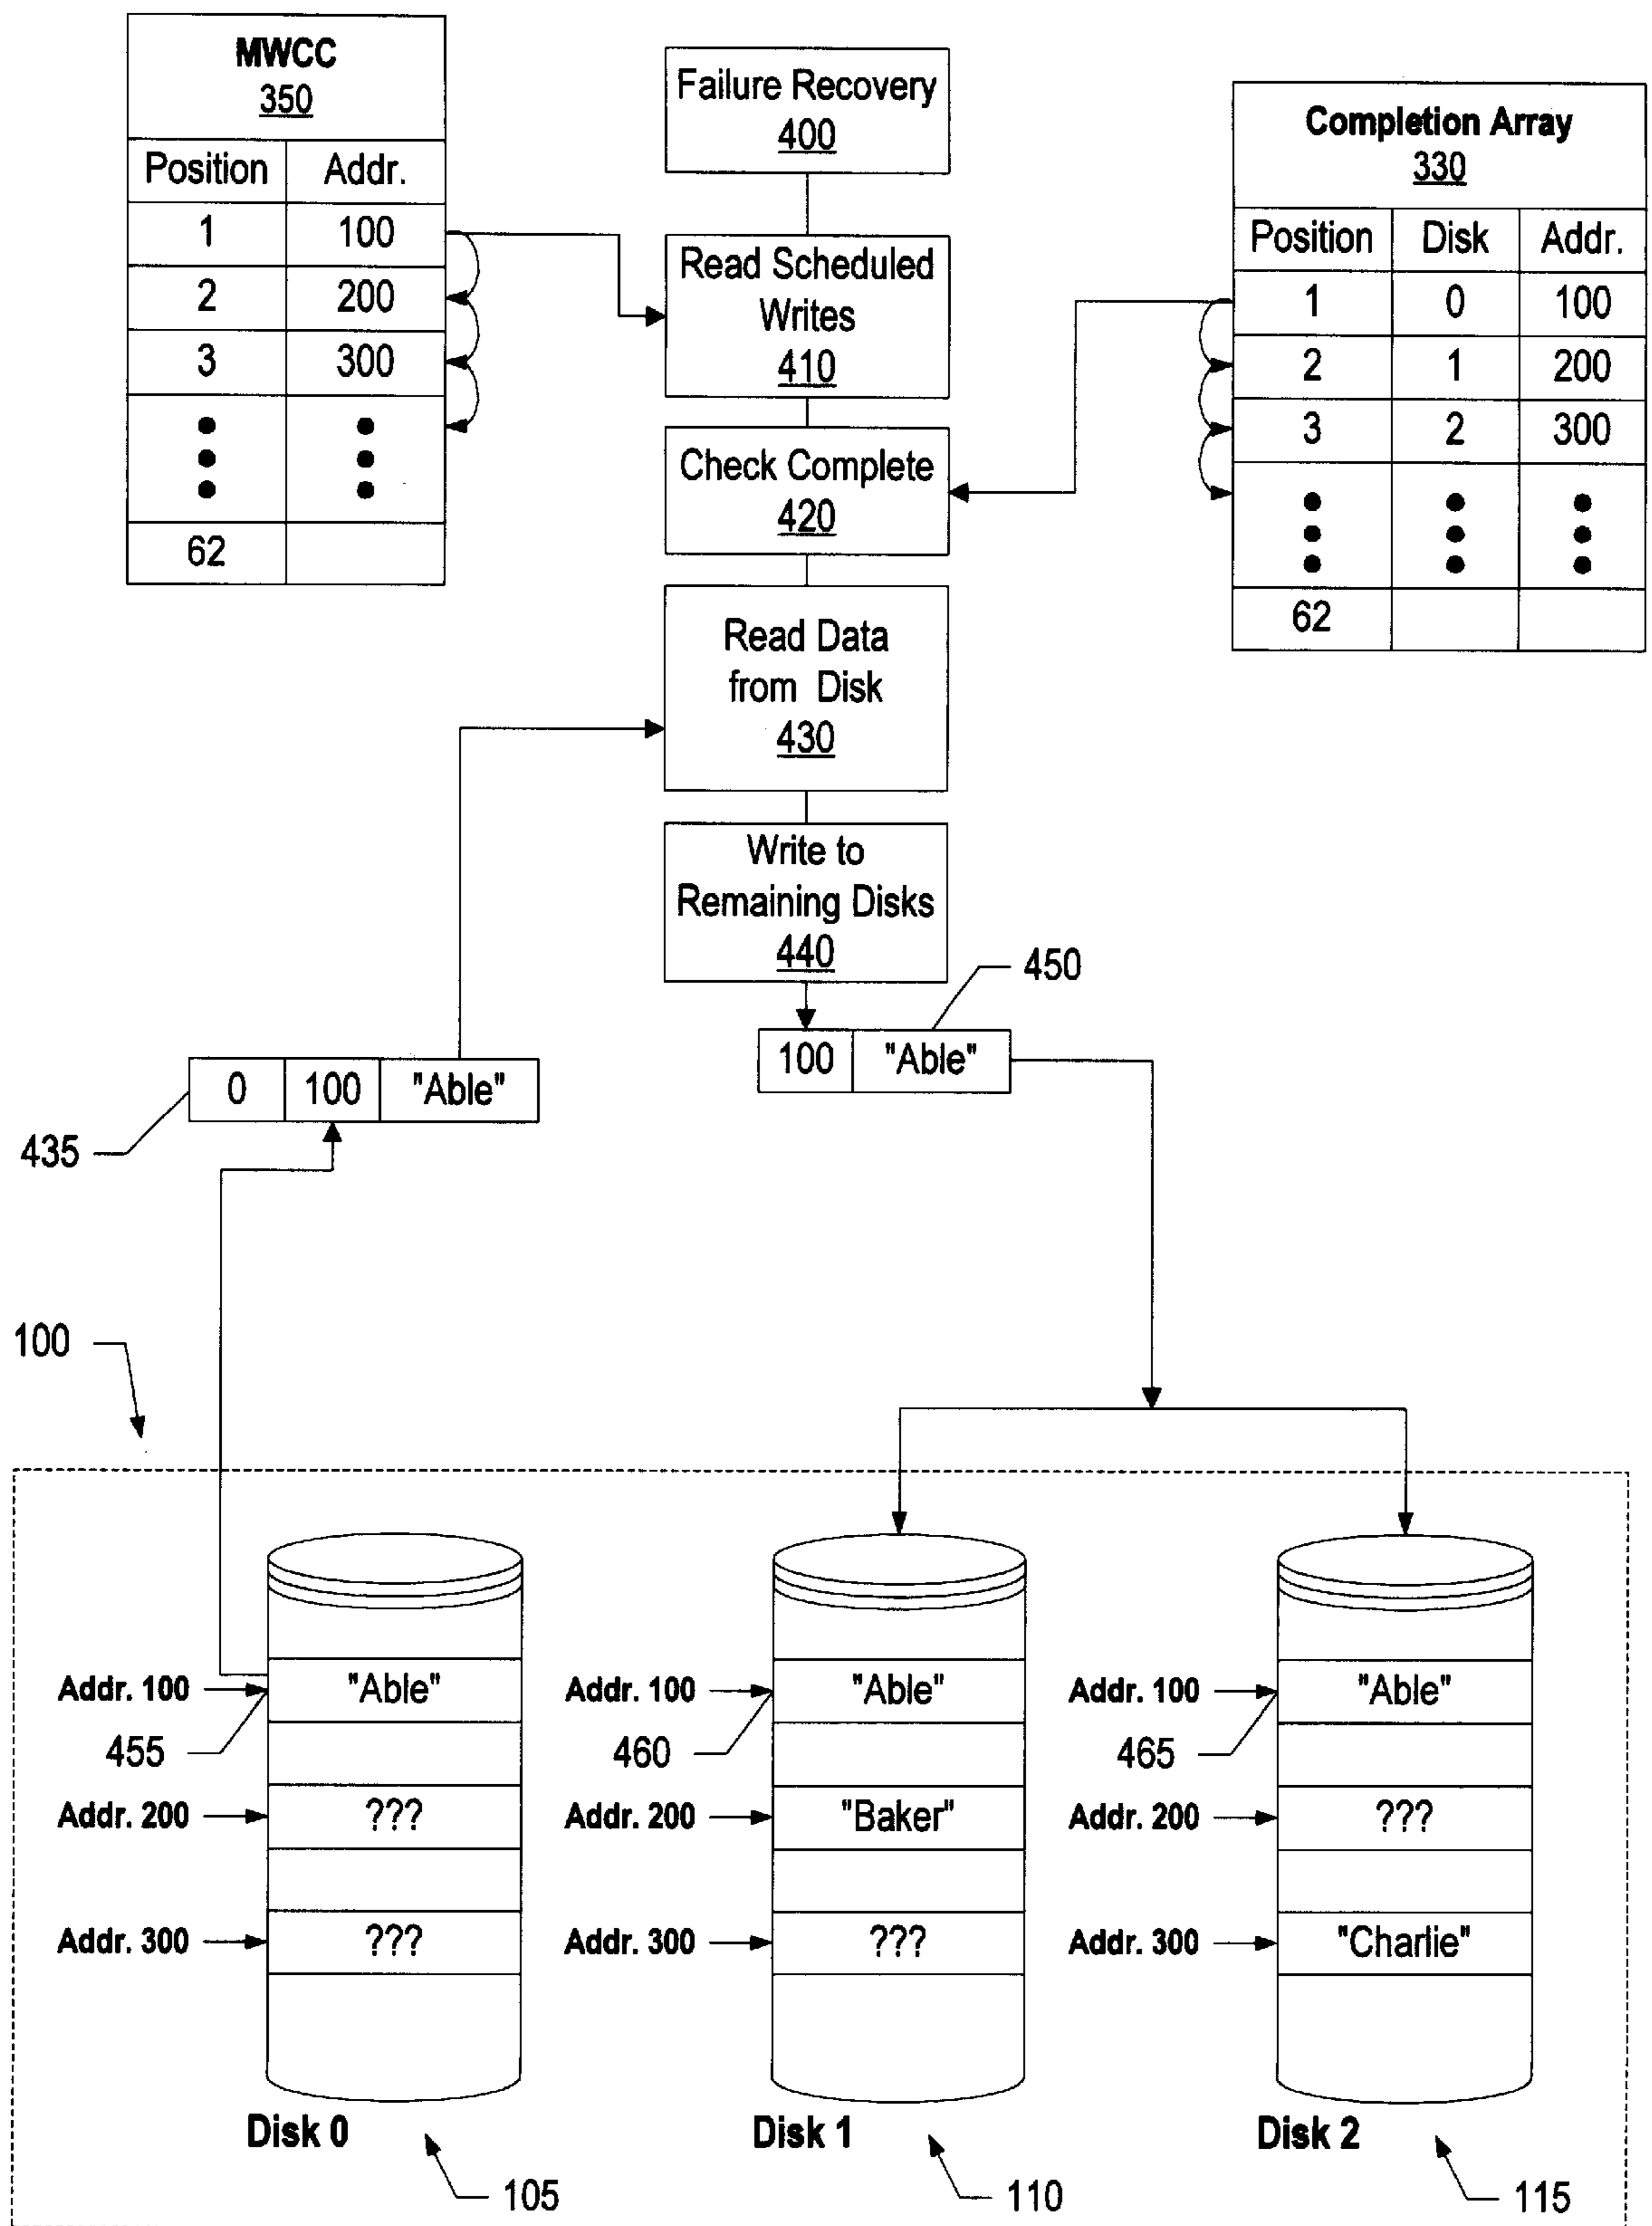 MWCC
350
Position Addr.
1 100
2 200
3 300
62
Failure Recovery
400
Read Scheduled
Writes
410
Check Complete
420
Read Data
from Disk
430
Write to
Remaining Disks
440
Completion Array
330
Position Disk Addr.
1 0 100
2 1 200
3 2 300
62
450
100 "Able"
0 100 "Able"
435
100
Addr. 100 "Able"
455
Addr. 200 ???
Addr. 300 ???
Disk 0
105
Addr. 100 "Able"
460
Addr. 200 "Baker"
Addr. 300 ???
Disk 1
110
Addr. 100 "Able"
465
Addr. 200 ???
Addr. 300 "Charlie"
Disk 2
115